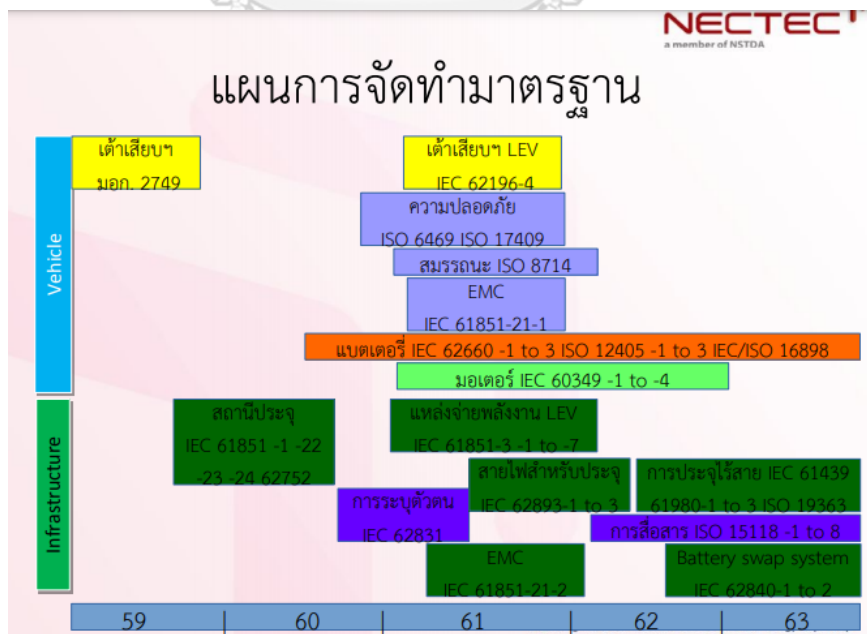 NECTEC
a member of NSTDA
แผนการจัดทำมาตรฐาน
Vehicle
เต้าเสียบฯ
มอก. 2749
เต้าเสียบฯ LEV
IEC 62196-4
ความปลอดภัย
ISO 6469 ISO 17409
สมรรถนะ ISO 8714
EMC
IEC 61851-21-1
แบตเตอรี่ IEC 62660 -1 to 3 ISO 12405 -1 to 3 IEC/ISO 16898
มอเตอร์ IEC 60349 -1 to -4
Infrastructure
สถานีประจุ
IEC 61851 -1 -22
-23 -24 62752
แหล่งจ่ายพลังงาน LEV
IEC 61851-3 -1 to -7
สายไฟสำหรับประจุ
IEC 62893-1 to 3
การประจุไร้สาย IEC 61439
61980-1 to 3 ISO 19363
การระบุตัวตน
IEC 62831
การสื่อสาร ISO 15118 -1 to 8
EMC
IEC 61851-21-2
Battery swap system
IEC 62840-1 to 2
59 | 60 | 61 | 62 | 63